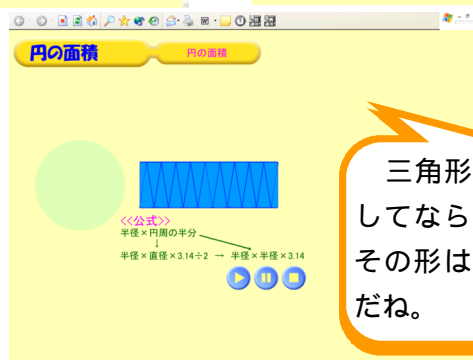 円の面積
円の面積
<<公式>>
半径×円周の半分
↓
半径×直径×3.14÷2 → 半径×半径×3.14
三角形
してなら
その形は
だね。